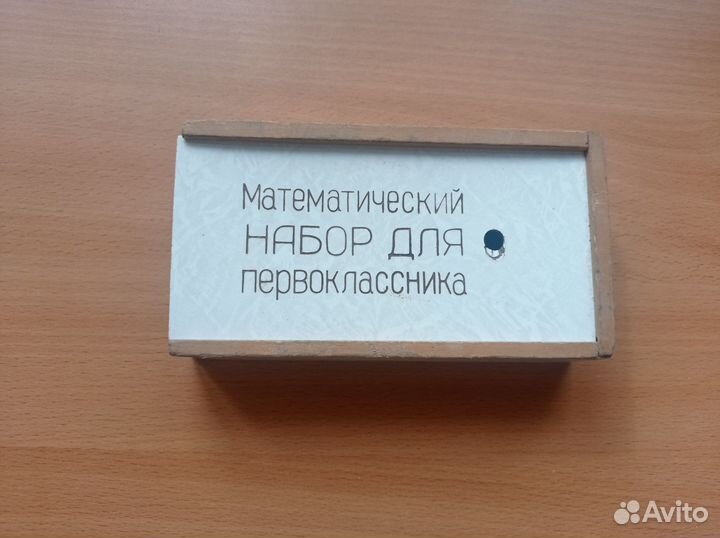 Математический
НАБОР ДЛЯ
первоклассника
Avito